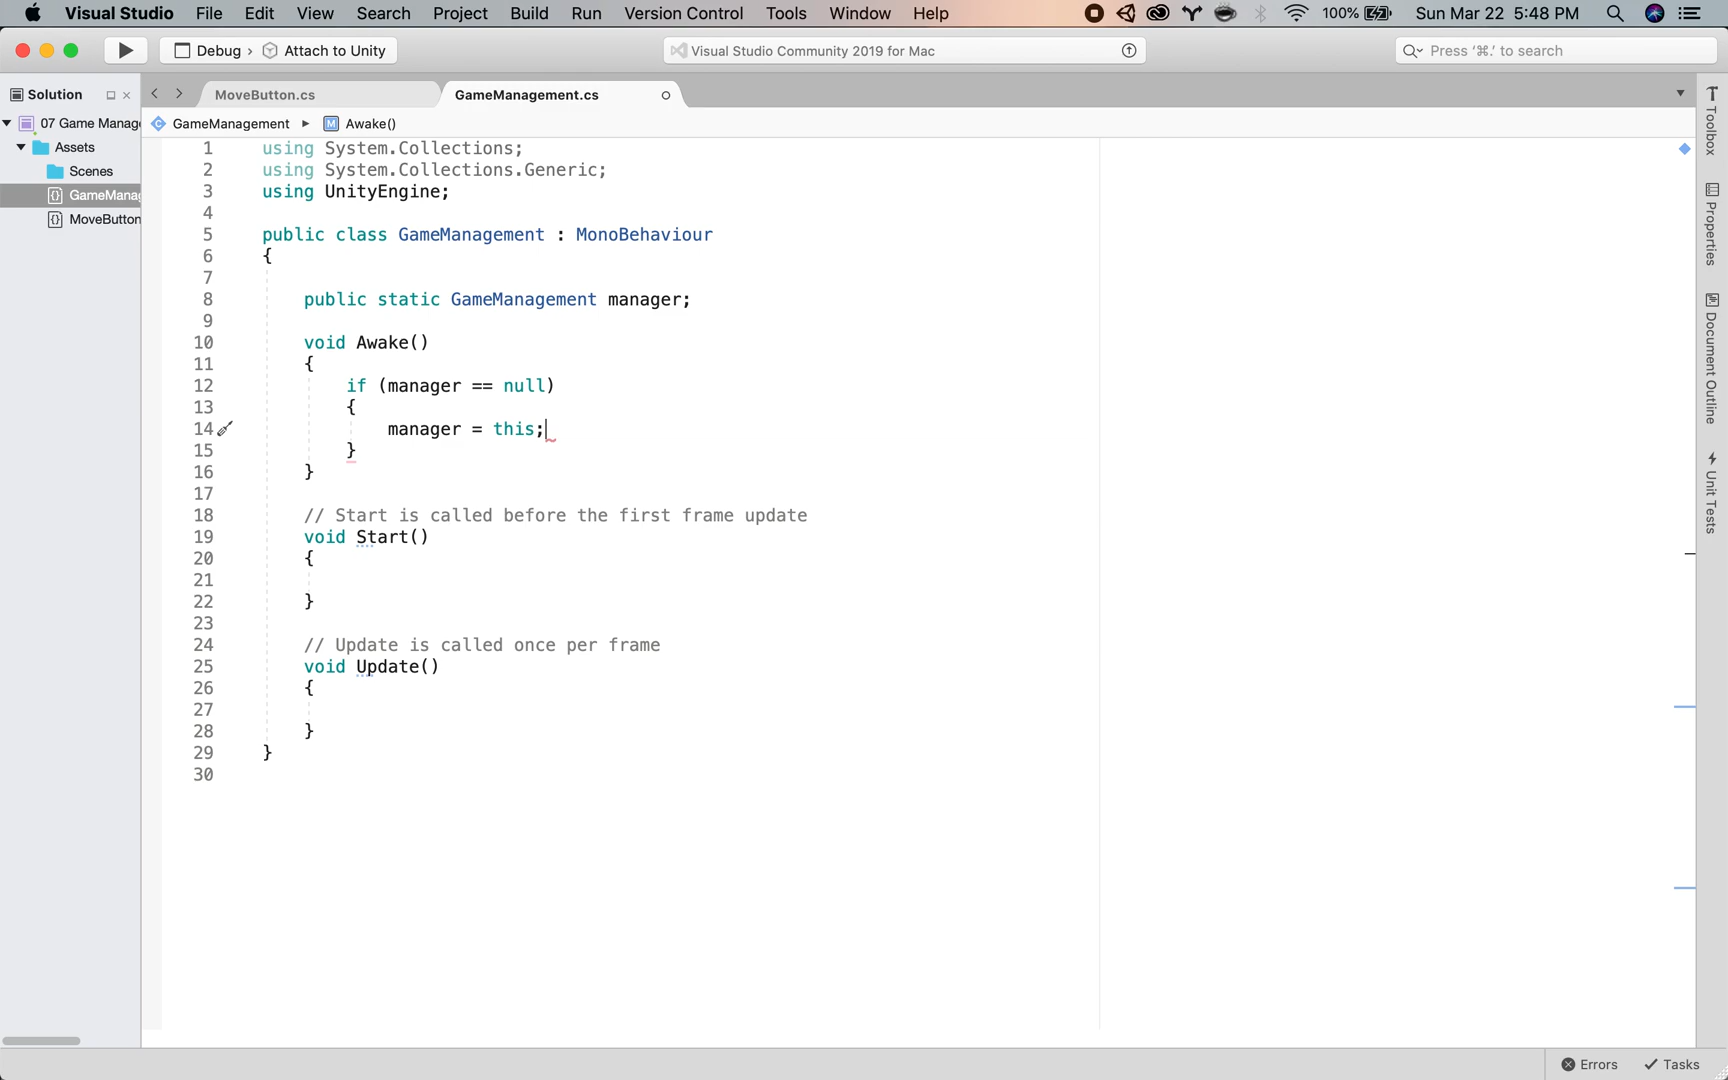 Visual Studio File Edit View Search Project Build Run Version Control Tools Window Help 100% Sun Mar 22 5:48 PM
Debug › Attach to Unity Visual Studio Community 2019 for Mac Press ‘⌘.’ to search
Solution MoveButton.cs GameManagement.cs
07 Game Manag GameManagement ▸ M Awake()
Assets
Scenes
GameManag
MoveButton
1 using System.Collections;
2 using System.Collections.Generic;
3 using UnityEngine;
4
5 public class GameManagement : MonoBehaviour
6 {
7
8 public static GameManagement manager;
9
10 void Awake()
11 {
12 if (manager == null)
13 {
14 manager = this;
15 }
16 }
17
18 // Start is called before the first frame update
19 void Start()
20 {
21
22 }
23
24 // Update is called once per frame
25 void Update()
26 {
27
28 }
29 }
30
Toolbox
Properties
Document Outline
Unit Tests
Errors Tasks